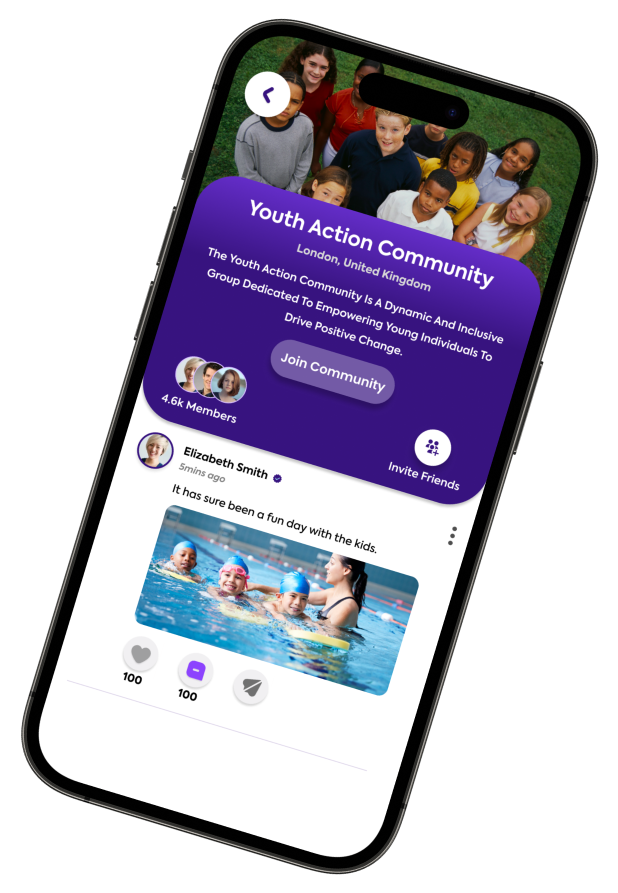 Youth Action Community
London, United Kingdom
The Youth Action Community Is A Dynamic And Inclusive
Group Dedicated To Empowering Young Individuals To
Drive Positive Change.
Join Community
4.6k Members
Invite Friends
Elizabeth Smith
5mins ago
It has sure been a fun day with the kids.
100
100